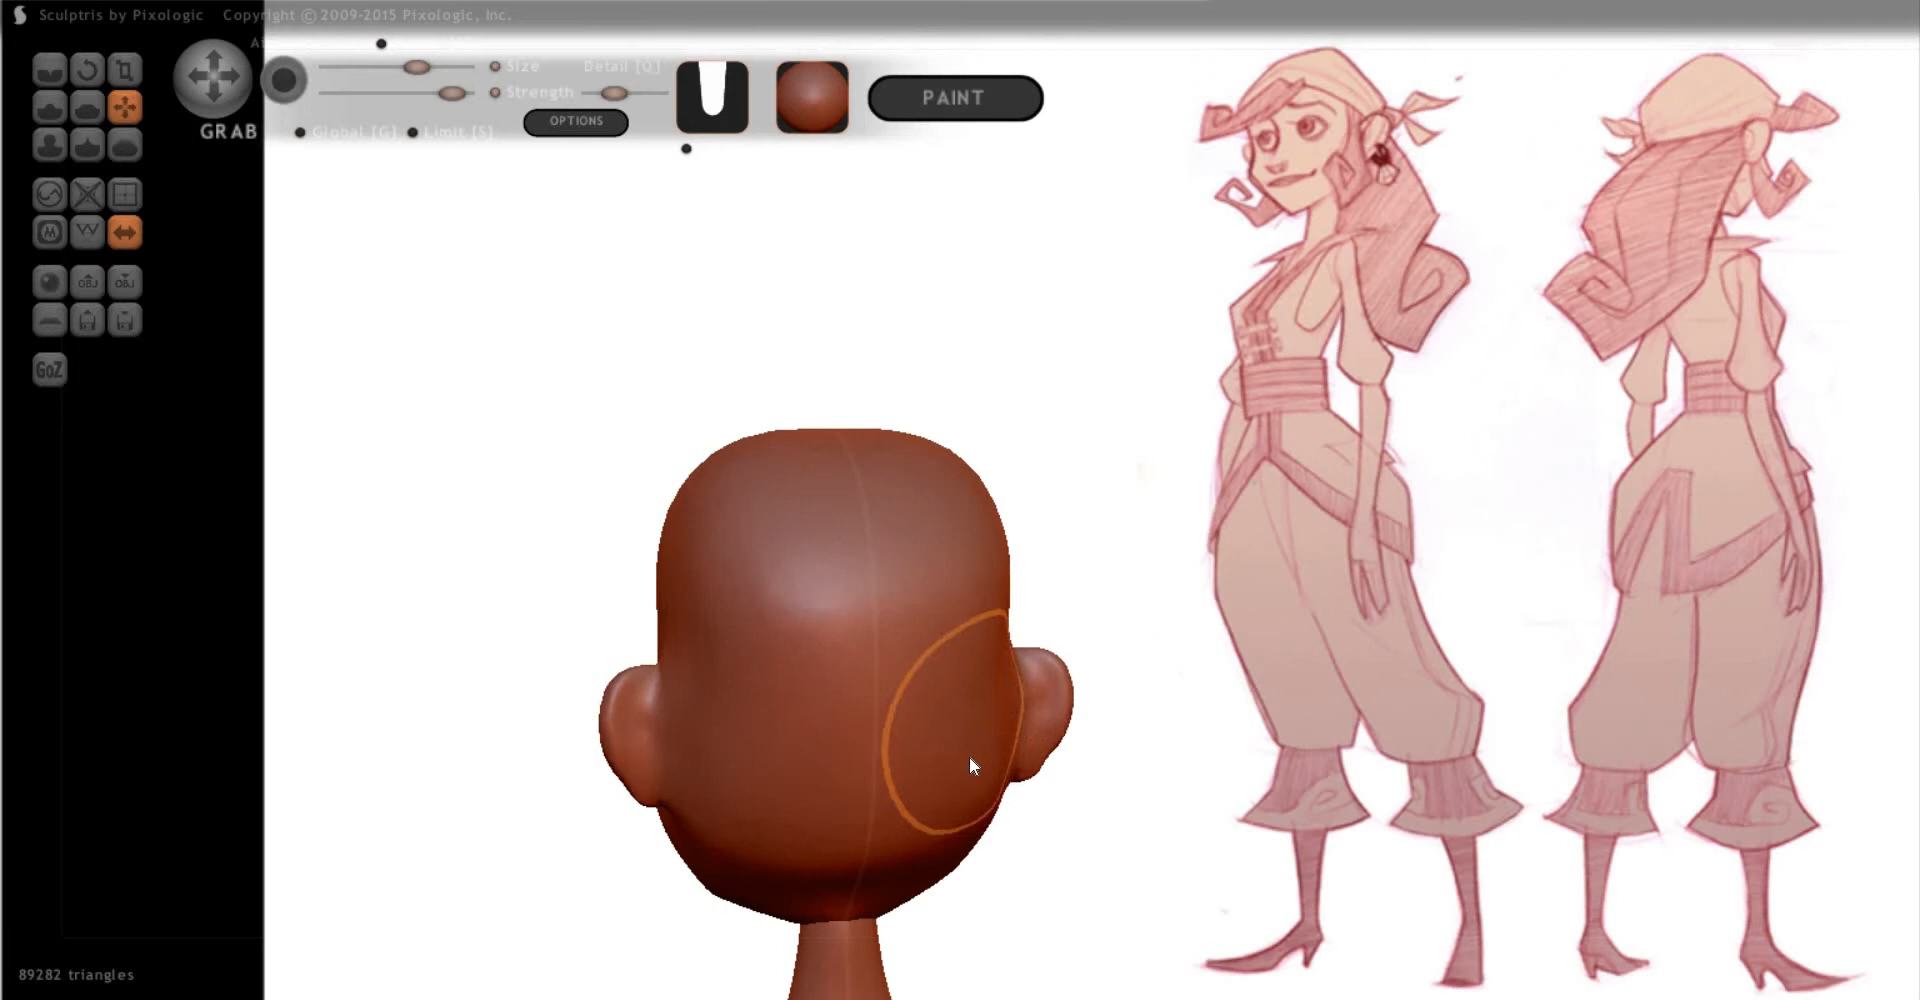 Sculptris by Pixologic Copyright © 2009-2015 Pixologic, Inc.
Size
Detail [Q]
Strength
GRAB
OPTIONS
Global [G]
Limit [S]
PAINT
OBJ
OBJ
GoZ
89282 triangles